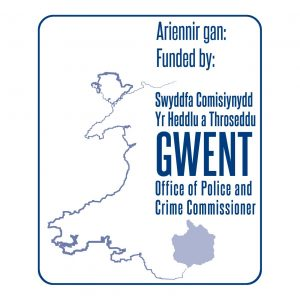 Ariennir gan:
Funded by:
Swyddfa Comisiynydd
Yr Heddlu a Throseddu
GWENT
Office of Police and
Crime Commissioner